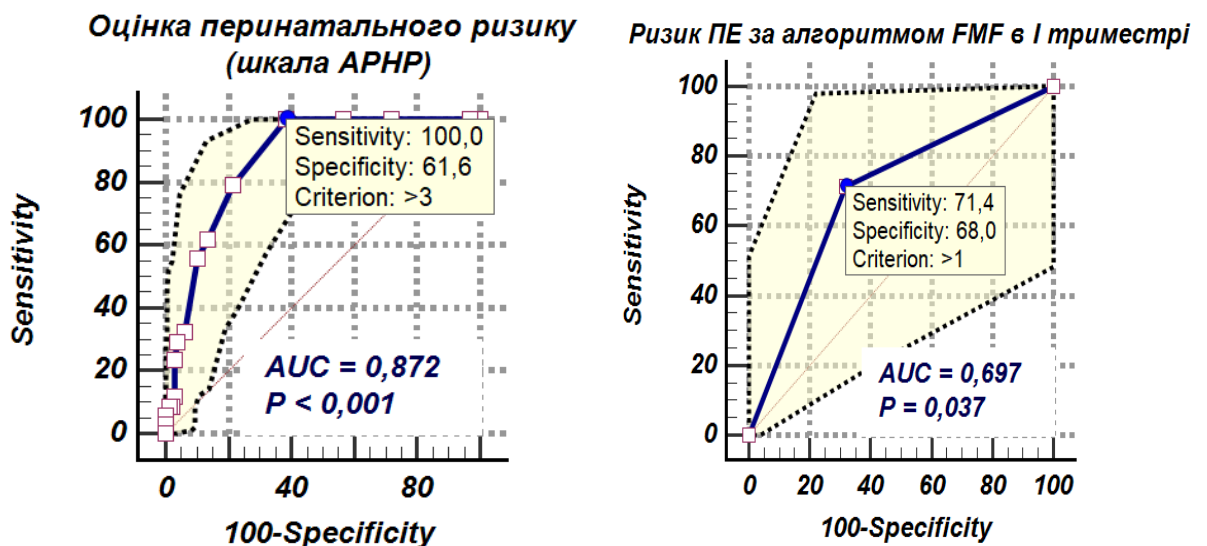 Оцінка перинатального ризику
(шкала APHP)
100
80
60
40
20
0
Sensitivity
Sensitivity: 100,0
Specificity: 61,6
Criterion: >3
AUC = 0,872
P < 0,001
0 40 80
100-Specificity
Ризик ПЕ за алгоритмом FMF в І триместрі
100
80
60
40
20
0
Sensitivity
Sensitivity: 71,4
Specificity: 68,0
Criterion: >1
AUC = 0,697
P = 0,037
0 20 40 60 80 100
100-Specificity